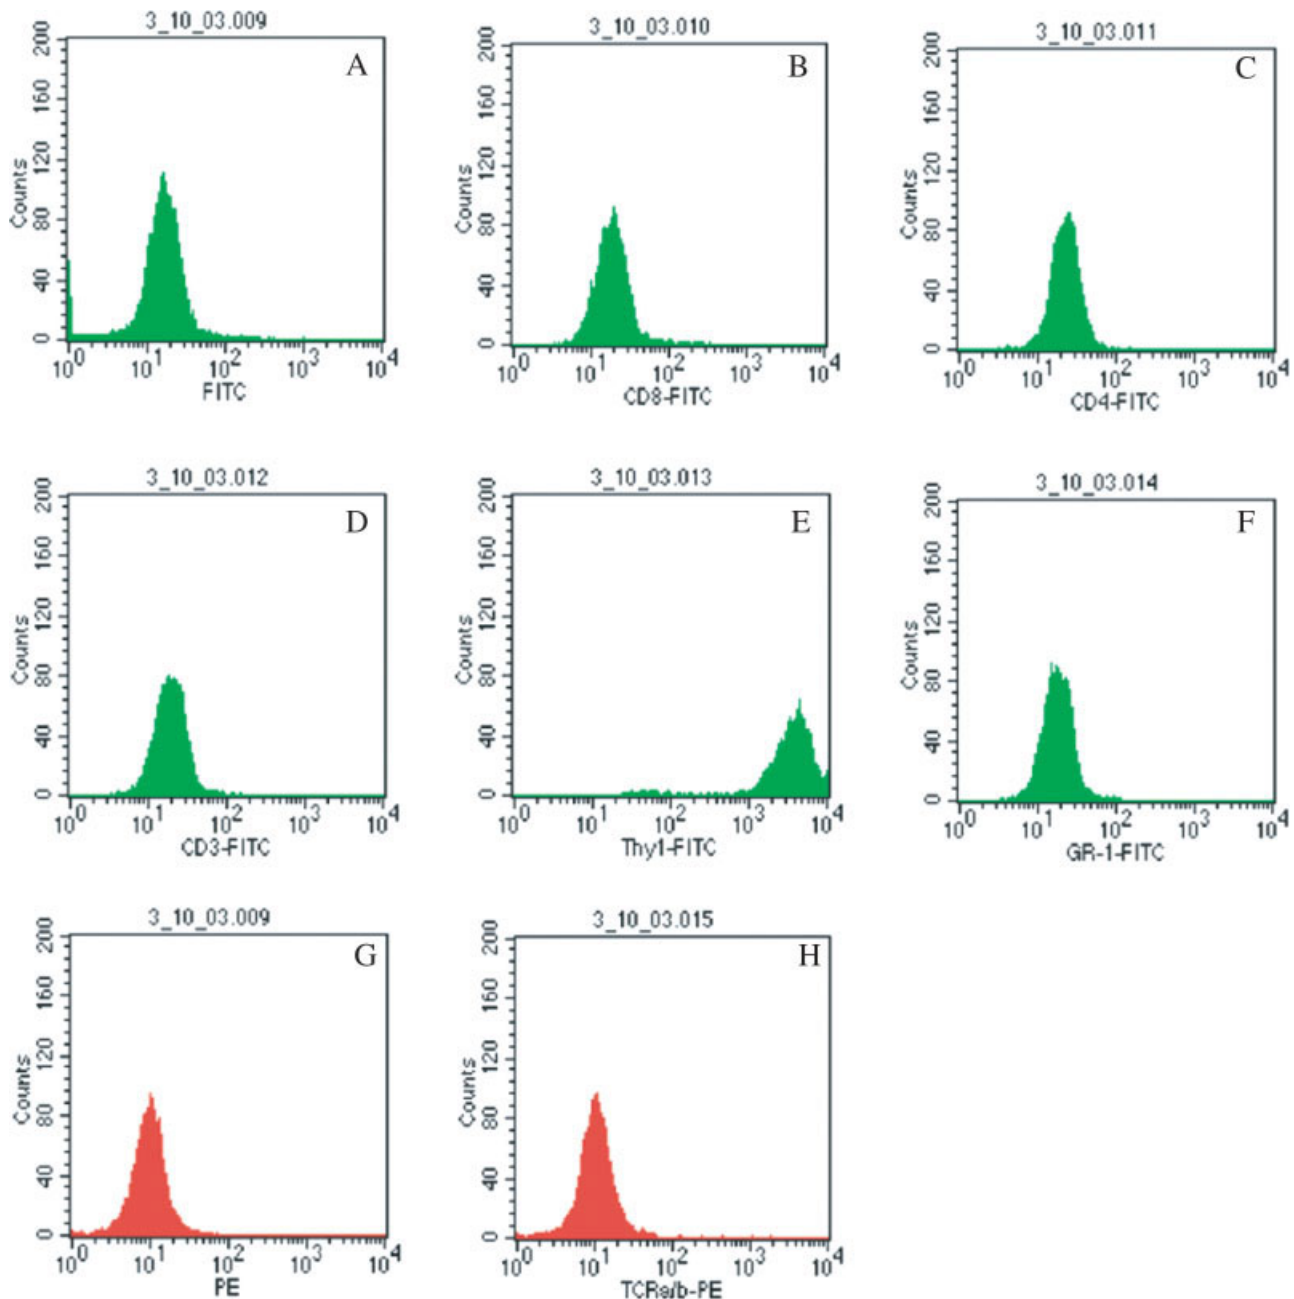 3_10_03.009
A
Counts
200
160
120
80
40
0
10^0 10^1 10^2 10^3 10^4
FITC
3_10_03.010
B
Counts
200
160
120
80
40
0
10^0 10^1 10^2 10^3 10^4
CD8-FITC
3_10_03.011
C
Counts
200
160
120
80
40
0
10^0 10^1 10^2 10^3 10^4
CD4-FITC
3_10_03.012
D
Counts
200
160
120
80
40
0
10^0 10^1 10^2 10^3 10^4
CD3-FITC
3_10_03.013
E
Counts
200
160
120
80
40
0
10^0 10^1 10^2 10^3 10^4
Thy1-FITC
3_10_03.014
F
Counts
200
160
120
80
40
0
10^0 10^1 10^2 10^3 10^4
GR-1-FITC
3_10_03.009
G
Counts
200
160
120
80
40
0
10^0 10^1 10^2 10^3 10^4
PE
3_10_03.015
H
Counts
200
160
120
80
40
0
10^0 10^1 10^2 10^3 10^4
TCRa/b-PE